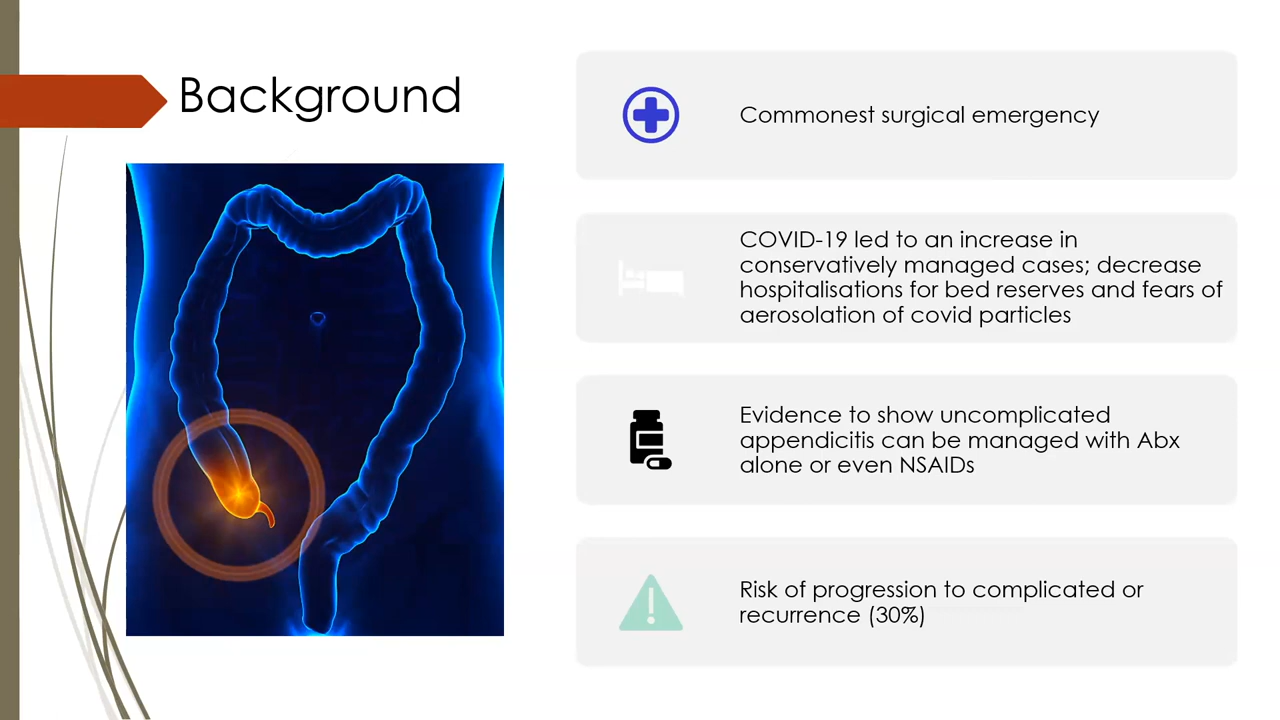 Background
Commonest surgical emergency
COVID-19 led to an increase in
conservatively managed cases; decrease
hospitalisations for bed reserves and fears of
aerosolation of covid particles
Evidence to show uncomplicated
appendicitis can be managed with Abx
alone or even NSAIDs
Risk of progression to complicated or
recurrence (30%)